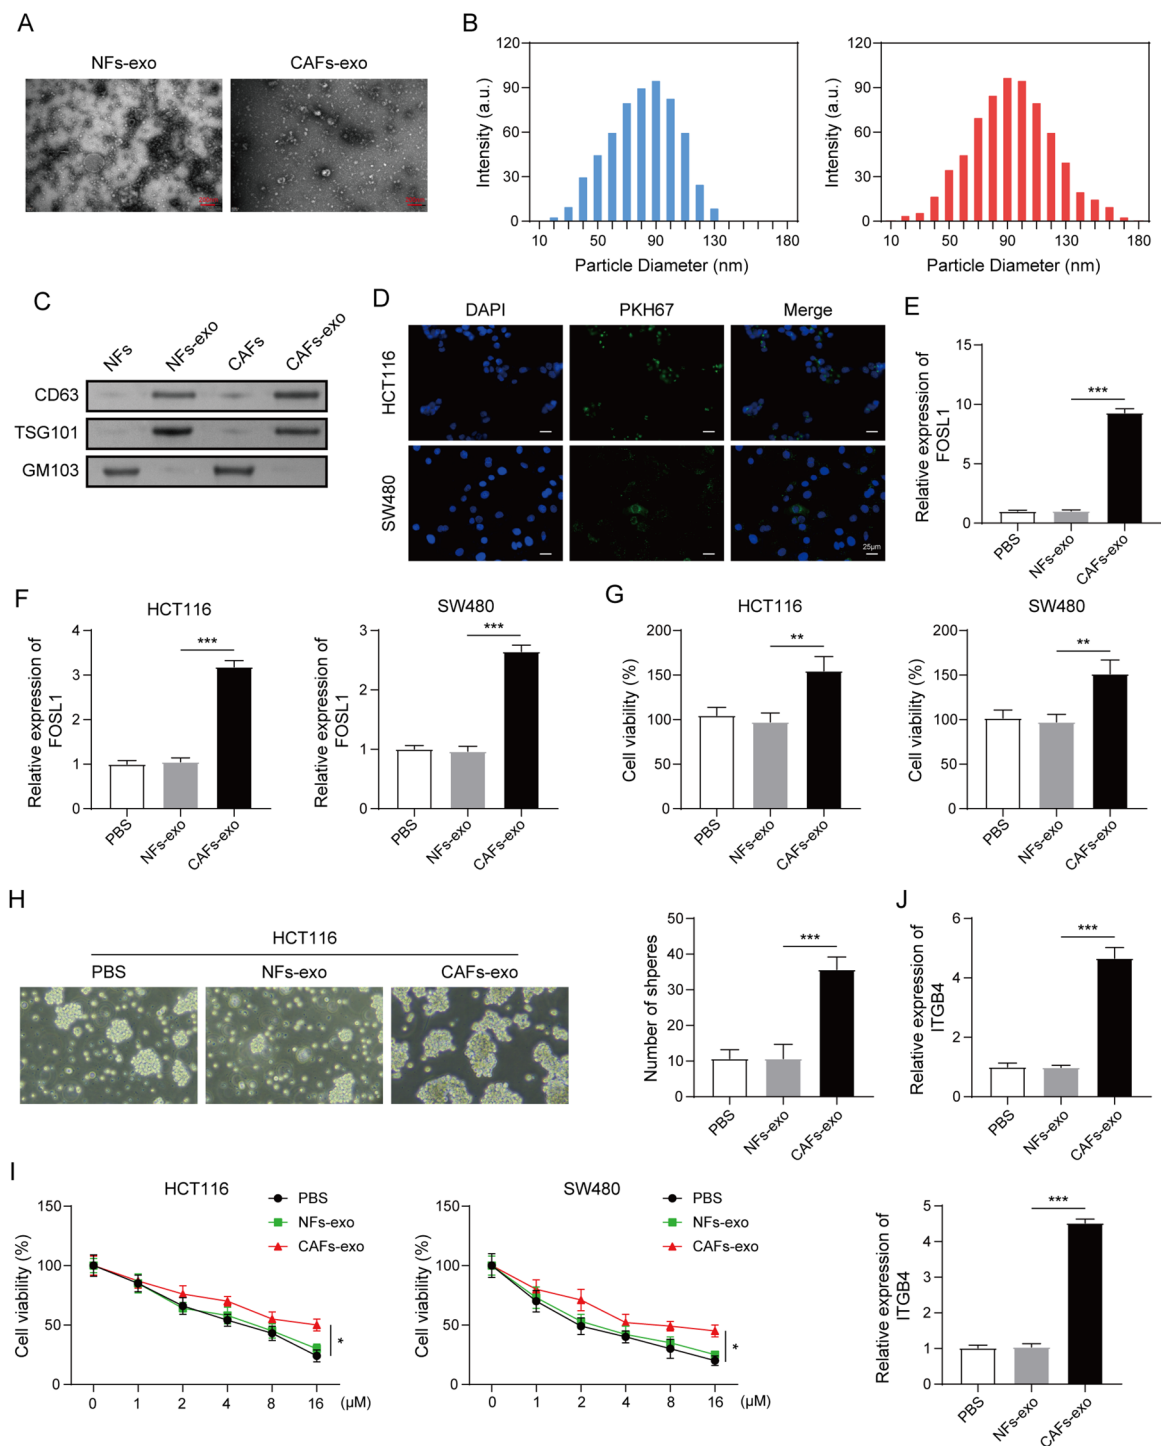 A
NFs-exo
CAFs-exo
B
Intensity (a.u.)
120
90
60
30
0
10 50 90 130 180
Particle Diameter (nm)
Intensity (a.u.)
120
90
60
30
0
10 50 90 130 180
Particle Diameter (nm)
C
NFs NFs-exo CAFs CAFs-exo
CD63
TSG101
GM103
D
DAPI PKH67 Merge
HCT116
SW480
25μm
E
Relative expression of
FOSL1
15
10
5
0
***
PBS NFs-exo CAFs-exo
F
HCT116
Relative expression of
FOSL1
4
3
2
1
0
***
PBS NFs-exo CAFs-exo
SW480
Relative expression of
FOSL1
3
2
1
0
***
PBS NFs-exo CAFs-exo
G
HCT116
Cell viability (%)
200
150
100
50
0
**
PBS NFs-exo CAFs-exo
SW480
Cell viability (%)
200
150
100
50
0
**
PBS NFs-exo CAFs-exo
H
HCT116
PBS NFs-exo CAFs-exo
Number of shperes
50
40
30
20
10
0
***
PBS NFs-exo CAFs-exo
J
Relative expression of
ITGB4
6
4
2
0
***
PBS NFs-exo CAFs-exo
I
HCT116
Cell viability (%)
150
100
50
0
0 1 2 4 8 16 (μM)
PBS
NFs-exo
CAFs-exo
*
SW480
Cell viability (%)
150
100
50
0
0 1 2 4 8 16 (μM)
PBS
NFs-exo
CAFs-exo
*
Relative expression of
ITGB4
5
4
3
2
1
0
***
PBS NFs-exo CAFs-exo